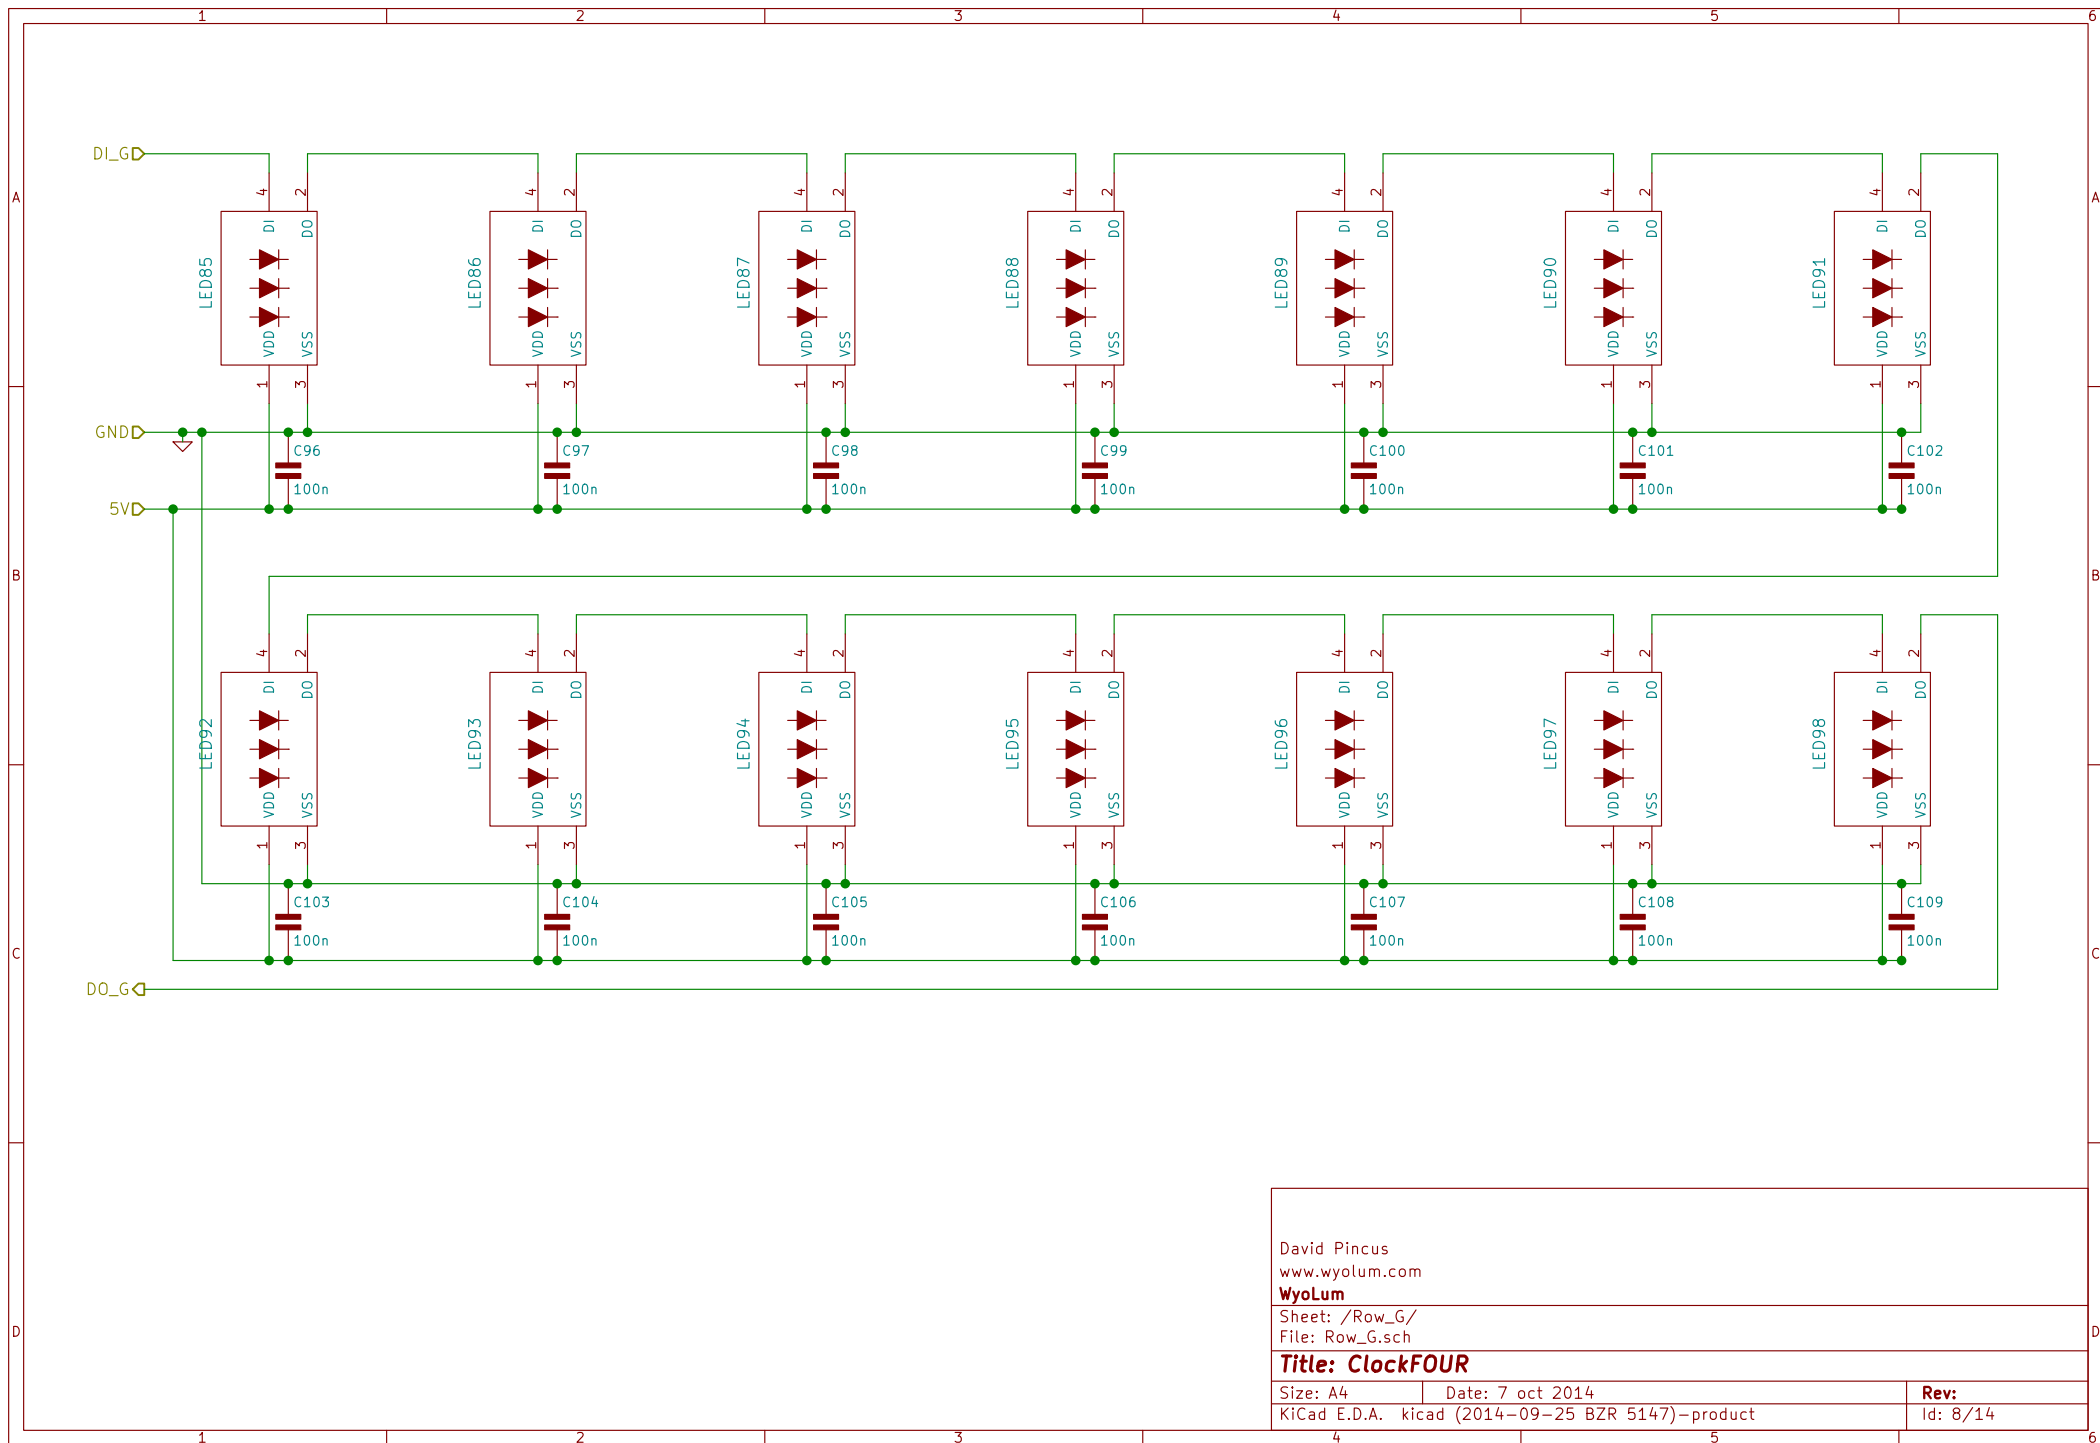 1 2 3 4 5 6
DI_G
A A
4 2 4 2 4 2 4 2 4 2 4 2 4 2
DI DO DI DO DI DO DI DO DI DO DI DO DI DO
LED85 LED86 LED87 LED88 LED89 LED90 LED91
VDD VSS VDD VSS VDD VSS VDD VSS VDD VSS VDD VSS VDD VSS
1 3 1 3 1 3 1 3 1 3 1 3 1 3
GND
C96 C97 C98 C99 C100 C101 C102
100n 100n 100n 100n 100n 100n 100n
5V
B B
4 2 4 2 4 2 4 2 4 2 4 2 4 2
DI DO DI DO DI DO DI DO DI DO DI DO DI DO
LED92 LED93 LED94 LED95 LED96 LED97 LED98
VDD VSS VDD VSS VDD VSS VDD VSS VDD VSS VDD VSS VDD VSS
1 3 1 3 1 3 1 3 1 3 1 3 1 3
C103 C104 C105 C106 C107 C108 C109
100n 100n 100n 100n 100n 100n 100n
C C
DO_G
David Pincus
www.wyolum.com
WyoLum
Sheet: /Row_G/
D D
File: Row_G.sch
Title: ClockFOUR
Size: A4 Date: 7 oct 2014 Rev:
KiCad E.D.A. kicad (2014-09-25 BZR 5147)-product Id: 8/14
1 2 3 4 5 6